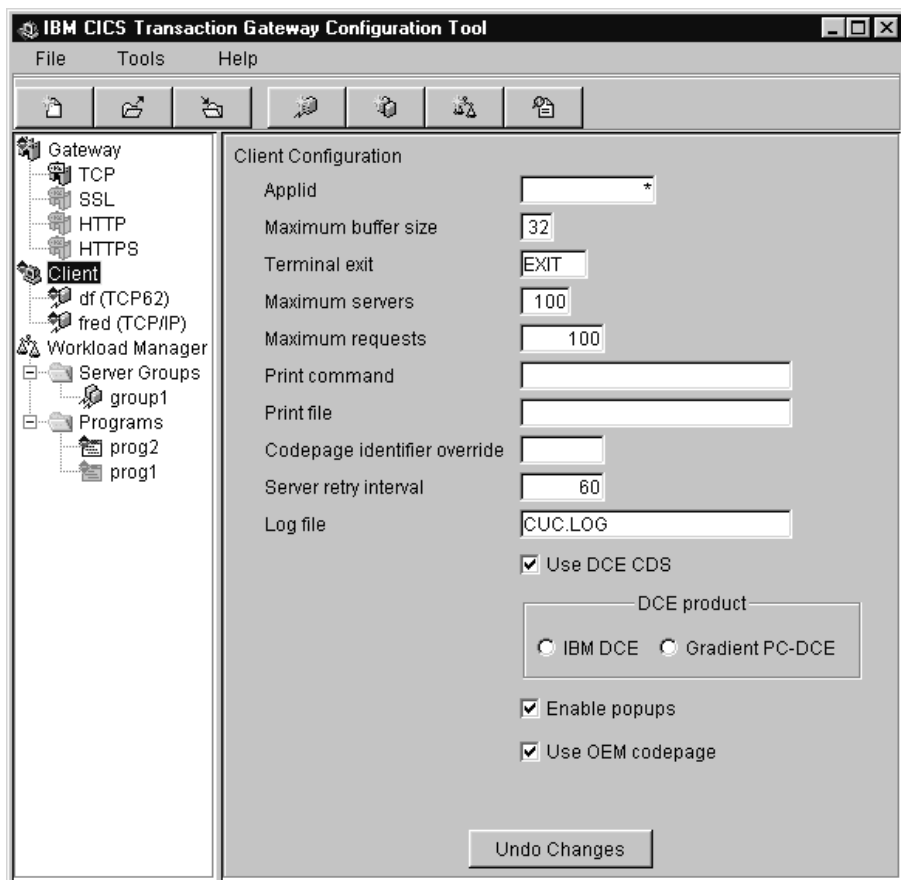 IBM CICS Transaction Gateway Configuration Tool
File Tools Help
Gateway
TCP
SSL
HTTP
HTTPS
Client
df (TCP62)
fred (TCP/IP)
Workload Manager
Server Groups
group1
Programs
prog2
prog1
Client Configuration
Applid *
Maximum buffer size 32
Terminal exit EXIT
Maximum servers 100
Maximum requests 100
Print command
Print file
Codepage identifier override
Server retry interval 60
Log file CUC.LOG
Use DCE CDS
DCE product
IBM DCE Gradient PC-DCE
Enable popups
Use OEM codepage
Undo Changes